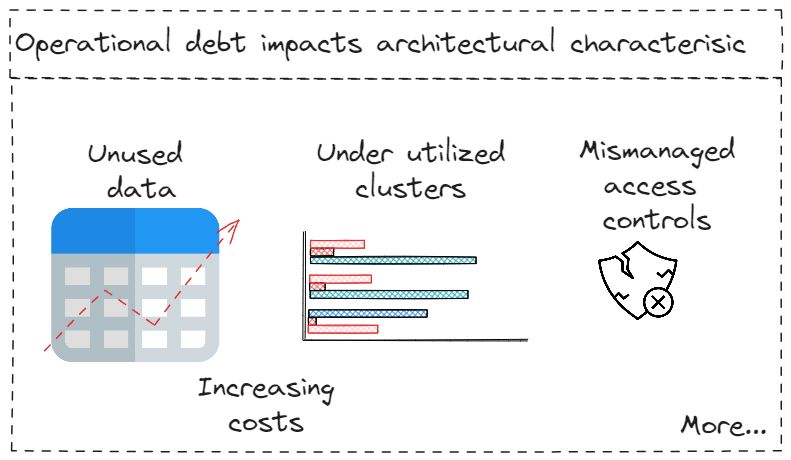 Operational debt impacts architectural characterisic
Unused
data
Under utilized
clusters
Mismanaged
access
controls
Increasing
costs
More...